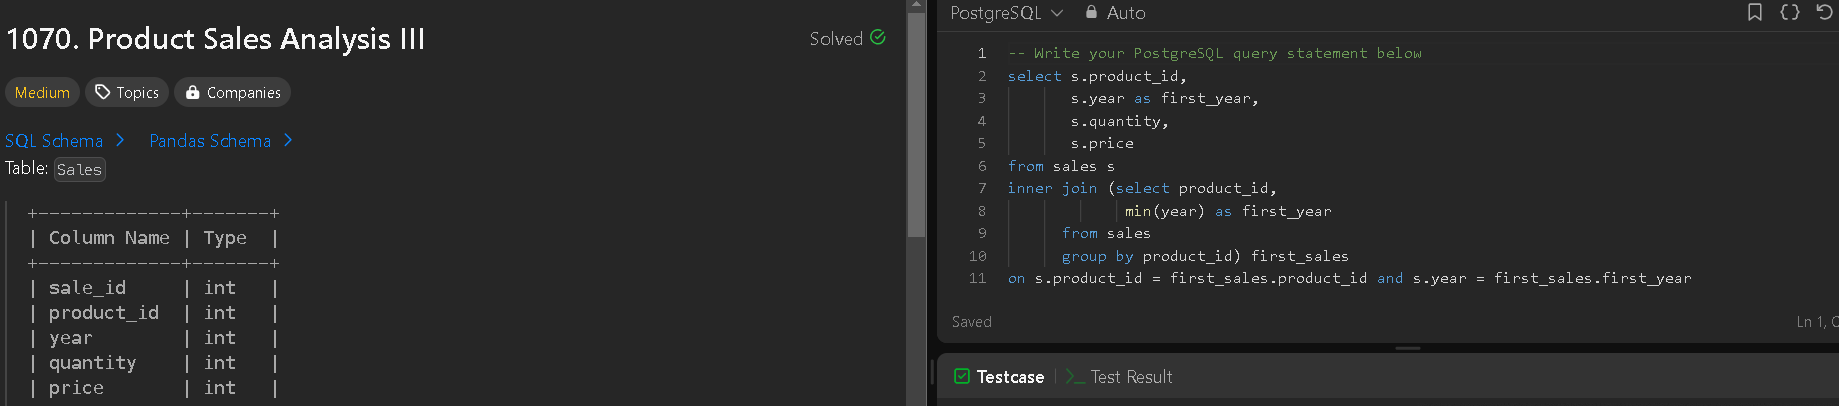 1070. Product Sales Analysis III
Solved
Medium Topics Companies
SQL Schema Pandas Schema
Table: Sales
+-------------+-------+
| Column Name | Type  |
+-------------+-------+
| sale_id     | int   |
| product_id  | int   |
| year        | int   |
| quantity    | int   |
| price       | int   |
PostgreSQL Auto
1 -- Write your PostgreSQL query statement below
2 select s.product_id,
3 s.year as first_year,
4 s.quantity,
5 s.price
6 from sales s
7 inner join (select product_id,
8 min(year) as first_year
9 from sales
10 group by product_id) first_sales
11 on s.product_id = first_sales.product_id and s.year = first_sales.first_year
Saved
Ln 1,
Testcase Test Result